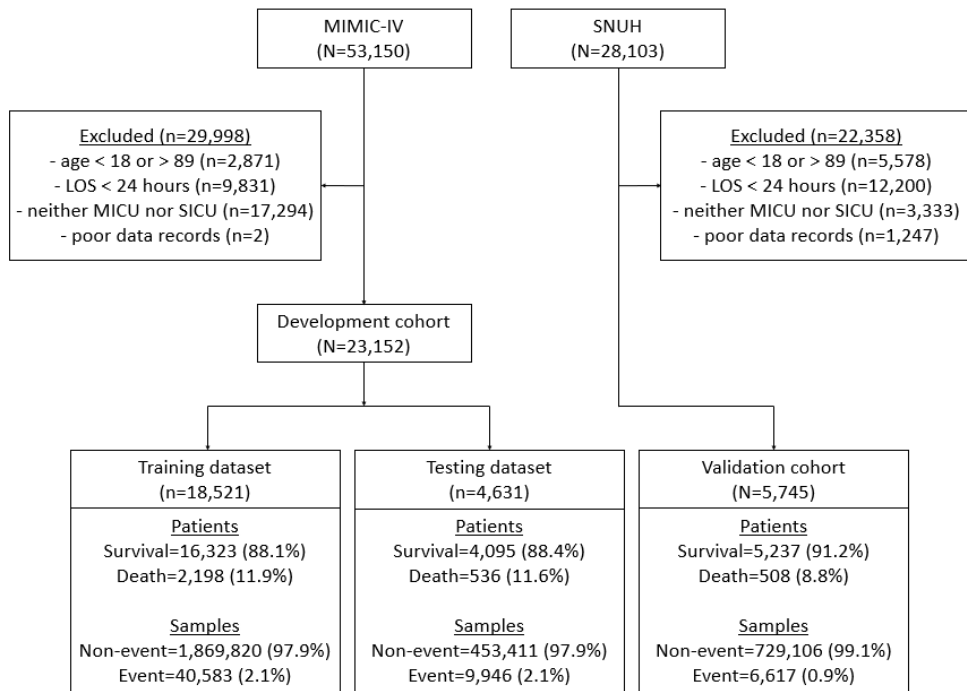 MIMIC-IV
(N=53,150)
SNUH
(N=28,103)
Excluded (n=29,998)
- age < 18 or > 89 (n=2,871)
- LOS < 24 hours (n=9,831)
- neither MICU nor SICU (n=17,294)
- poor data records (n=2)
Excluded (n=22,358)
- age < 18 or > 89 (n=5,578)
- LOS < 24 hours (n=12,200)
- neither MICU nor SICU (n=3,333)
- poor data records (n=1,247)
Development cohort
(N=23,152)
Training dataset
(n=18,521)
Patients
Survival=16,323 (88.1%)
Death=2,198 (11.9%)
Samples
Non-event=1,869,820 (97.9%)
Event=40,583 (2.1%)
Testing dataset
(n=4,631)
Patients
Survival=4,095 (88.4%)
Death=536 (11.6%)
Samples
Non-event=453,411 (97.9%)
Event=9,946 (2.1%)
Validation cohort
(N=5,745)
Patients
Survival=5,237 (91.2%)
Death=508 (8.8%)
Samples
Non-event=729,106 (99.1%)
Event=6,617 (0.9%)